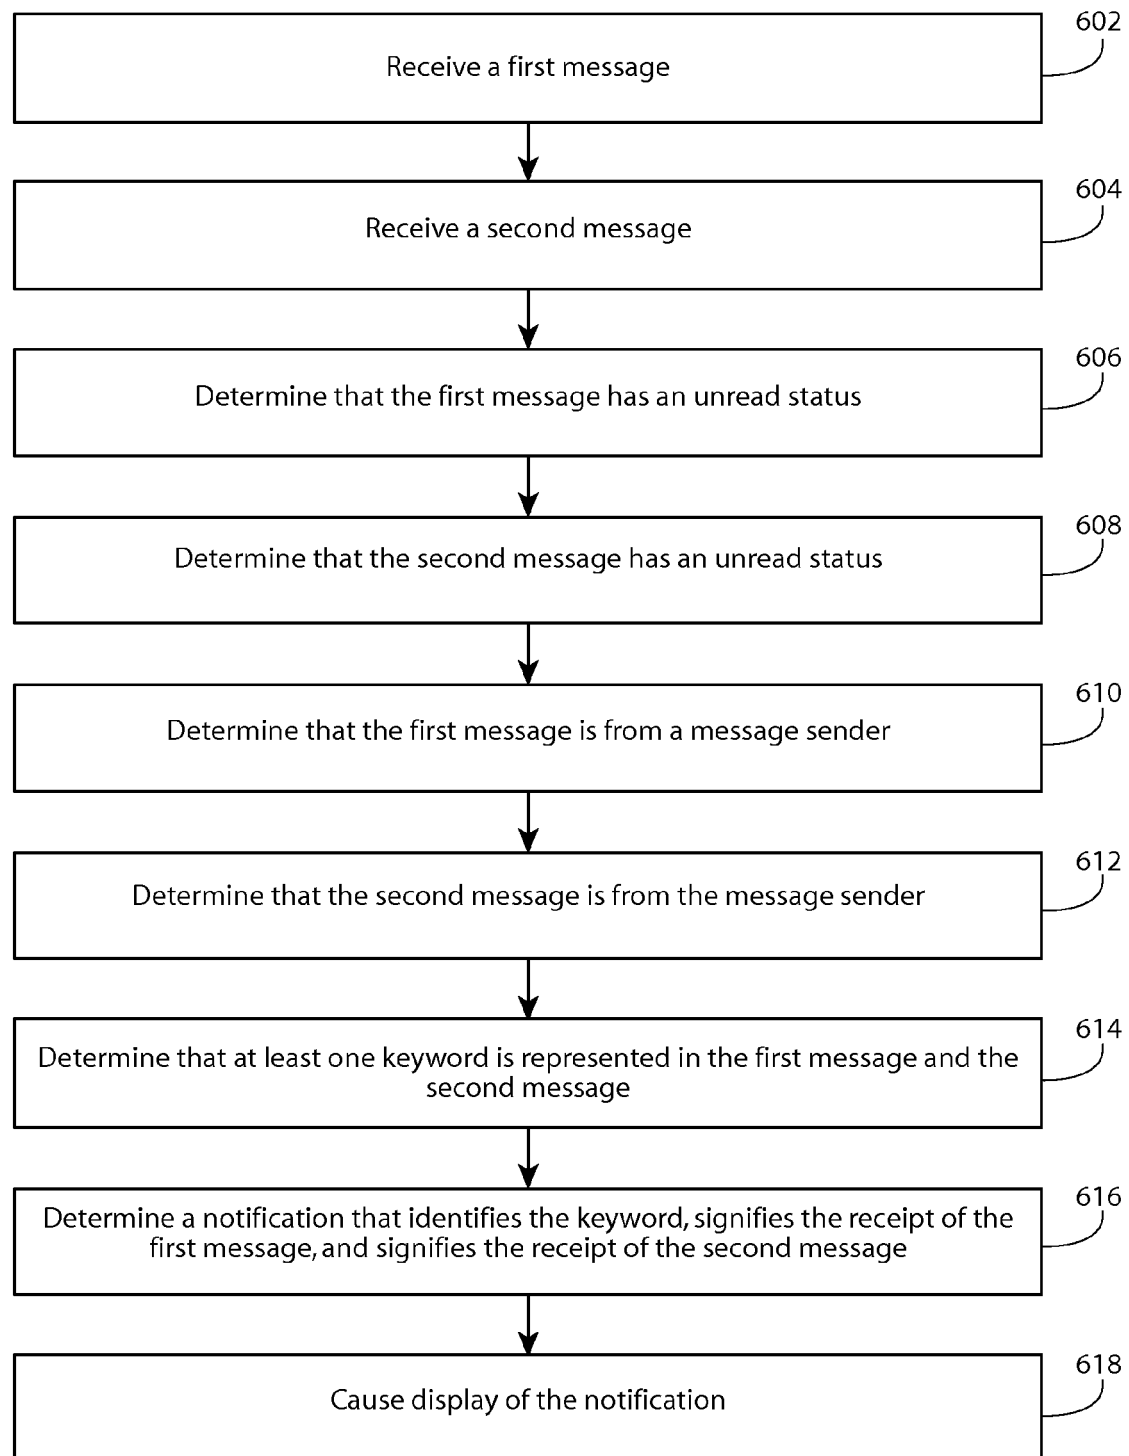 602
Receive a first message
604
Receive a second message
606
Determine that the first message has an unread status
608
Determine that the second message has an unread status
610
Determine that the first message is from a message sender
612
Determine that the second message is from the message sender
614
Determine that at least one keyword is represented in the first message and the
second message
616
Determine a notification that identifies the keyword, signifies the receipt of the
first message, and signifies the receipt of the second message
618
Cause display of the notification